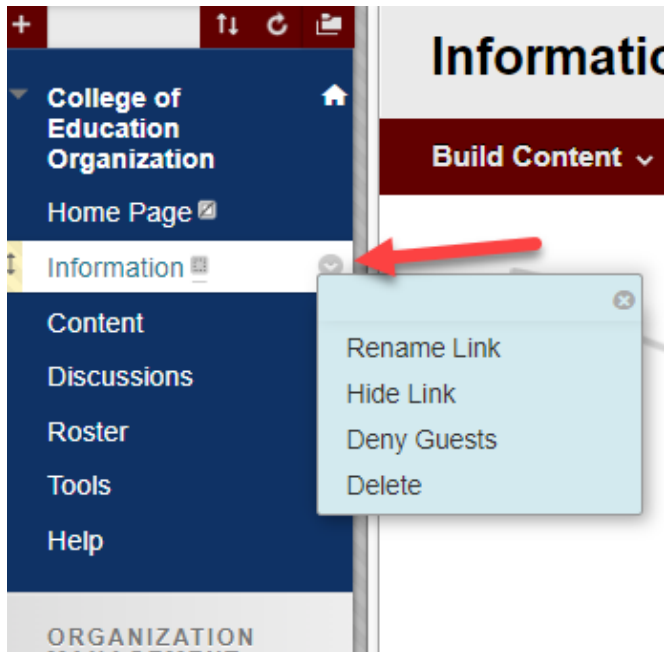 College of
Education
Organization
Home Page
Information
Content
Discussions
Roster
Tools
Help
ORGANIZATION
Informatic
Build Content
Rename Link
Hide Link
Deny Guests
Delete